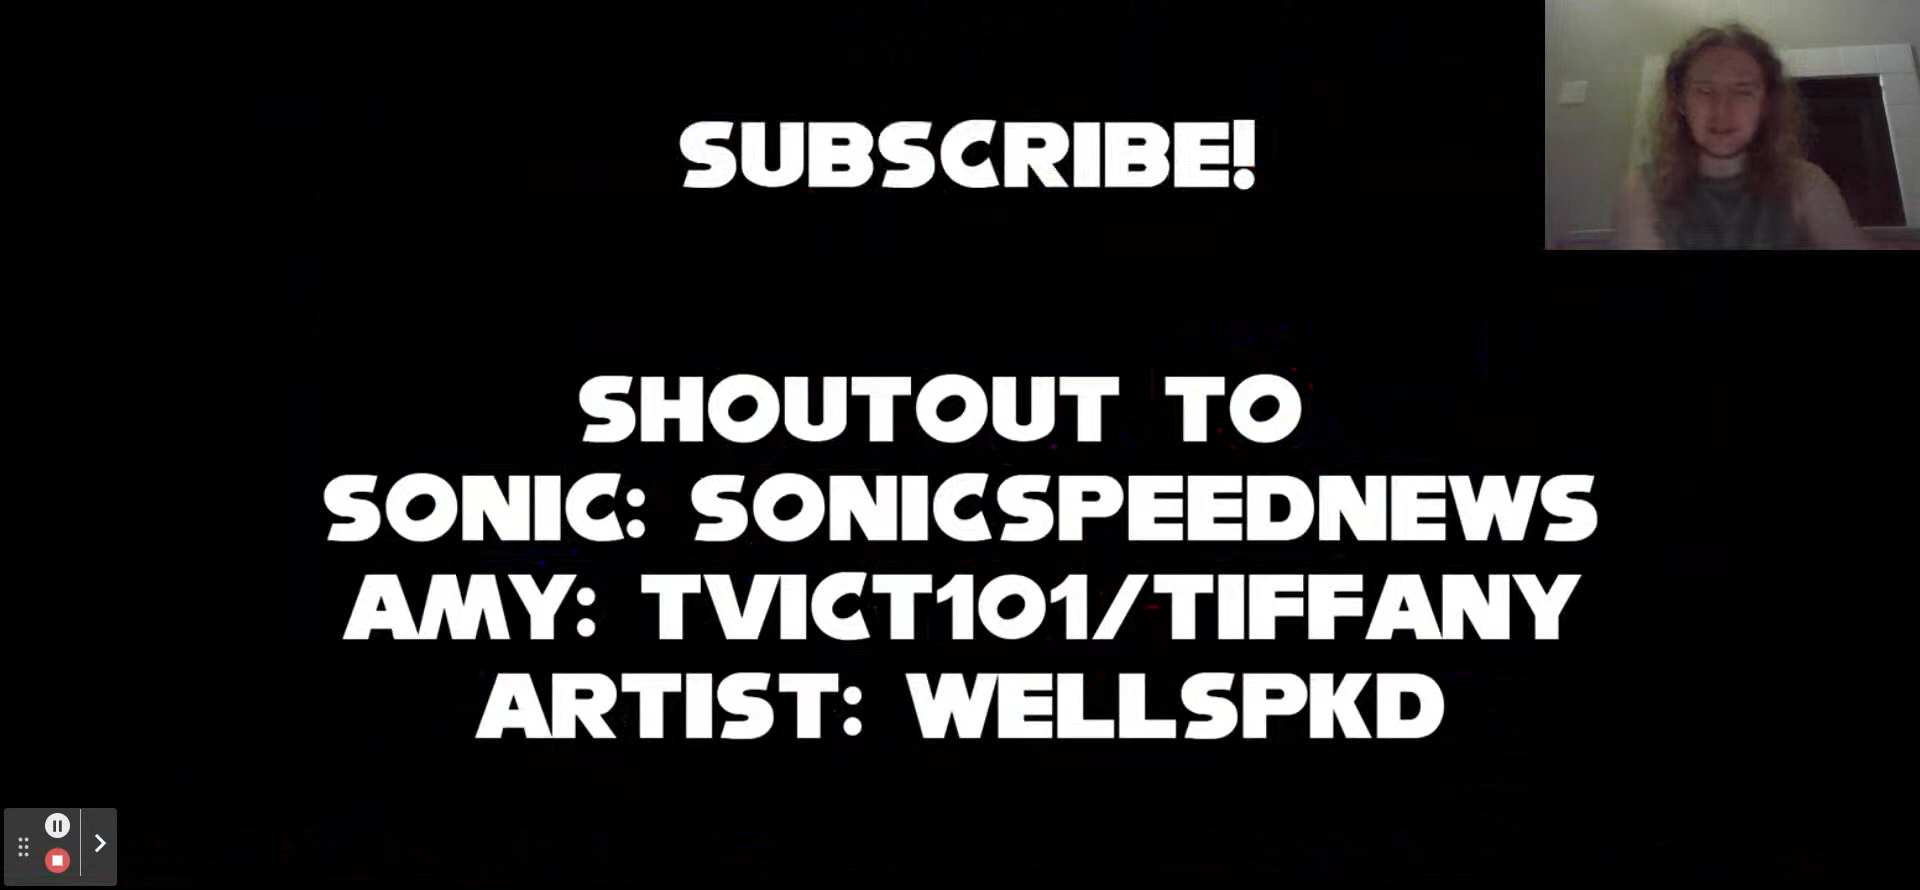 SUBSCRIBE!
SHOUTOUT TO
SONIC: SONICSPEEDNEWS
AMY: TVICT101/TIFFANY
ARTIST: WELLSPKD